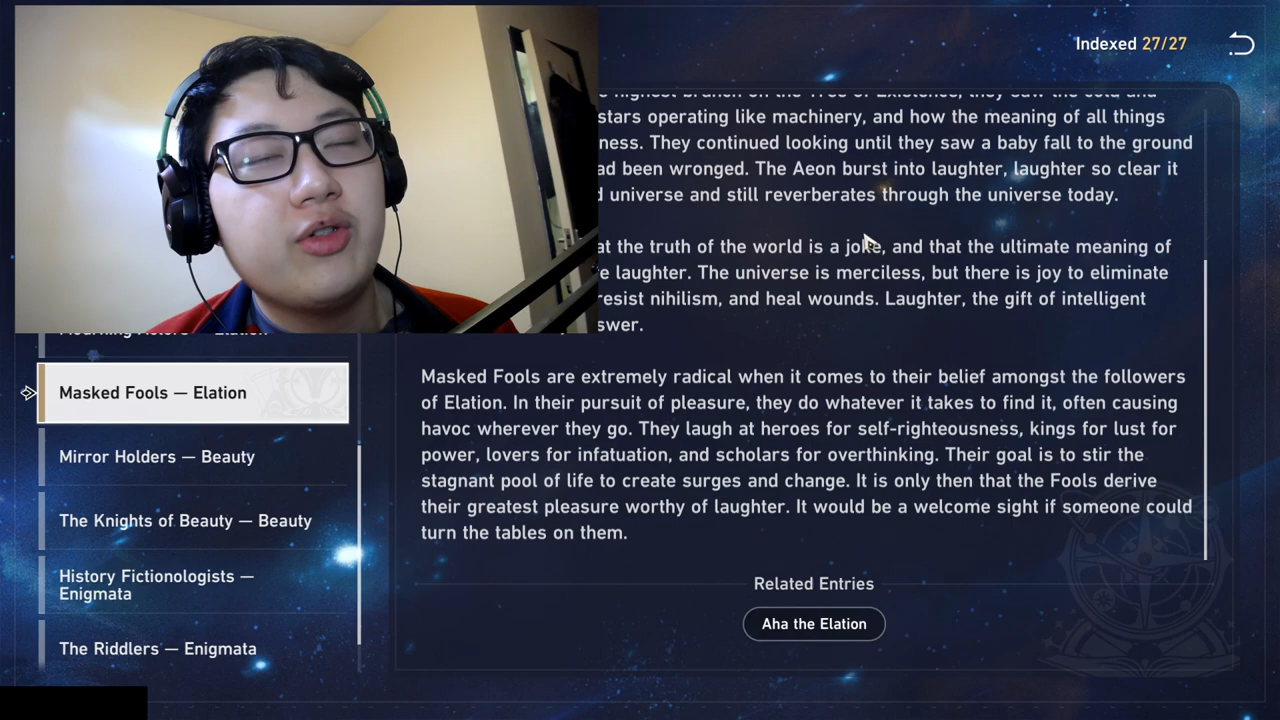 Indexed 27/27
highest branch on the Tree of Existence, they saw the cold and
stars operating like machinery, and how the meaning of all things
ness. They continued looking until they saw a baby fall to the ground
ad been wronged. The Aeon burst into laughter, laughter so clear it
d universe and still reverberates through the universe today.
at the truth of the world is a joke, and that the ultimate meaning of
e laughter. The universe is merciless, but there is joy to eliminate
resist nihilism, and heal wounds. Laughter, the gift of intelligent
swer.
Mourning Actors — Elation
Masked Fools — Elation
Mirror Holders — Beauty
The Knights of Beauty — Beauty
History Fictionologists —
Enigmata
The Riddlers — Enigmata
Masked Fools are extremely radical when it comes to their belief amongst the followers
of Elation. In their pursuit of pleasure, they do whatever it takes to find it, often causing
havoc wherever they go. They laugh at heroes for self-righteousness, kings for lust for
power, lovers for infatuation, and scholars for overthinking. Their goal is to stir the
stagnant pool of life to create surges and change. It is only then that the Fools derive
their greatest pleasure worthy of laughter. It would be a welcome sight if someone could
turn the tables on them.
Related Entries
Aha the Elation